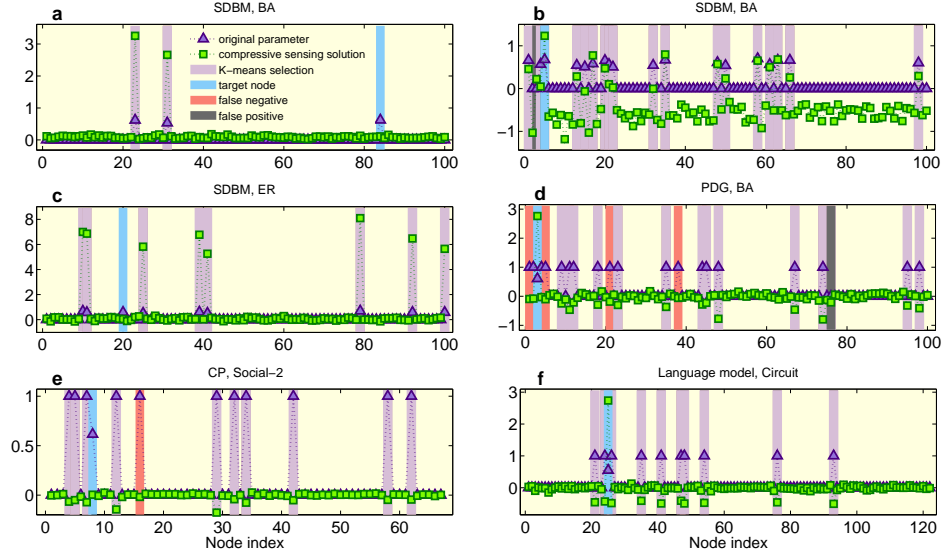 a
SDBM, BA
3
2
1
0
original parameter
compressive sensing solution
K−means selection
target node
false negative
false positive
0 20 40 60 80 100
b
SDBM, BA
1
0
−1
0 20 40 60 80 100
c
SDBM, ER
8
6
4
2
0
0 20 40 60 80 100
d
PDG, BA
3
2
1
0
−1
0 20 40 60 80 100
e
CP, Social−2
1
0.5
0
0 10 20 30 40 50 60
Node index
f
Language model, Circuit
3
2
1
0
0 20 40 60 80 100 120
Node index